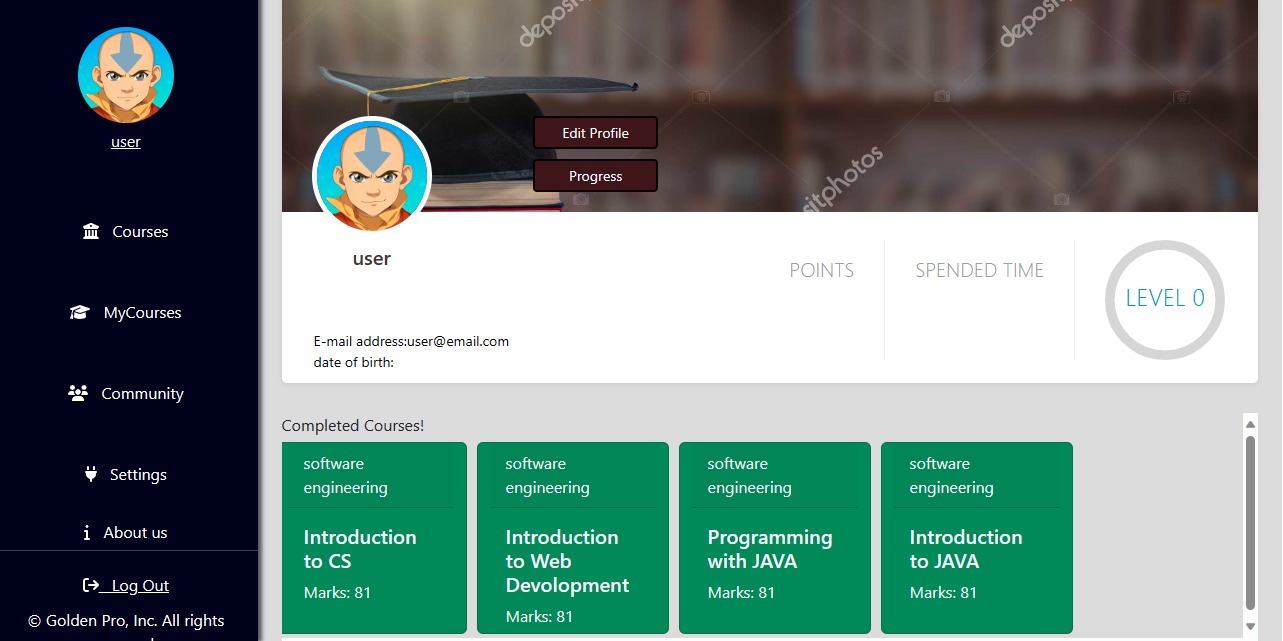 user
Courses
MyCourses
Community
Settings
About us
Log Out
© Golden Pro, Inc. All rights
Edit Profile
Progress
user
POINTS
SPENDED TIME
LEVEL 0
E-mail address:user@email.com
date of birth:
Completed Courses!
software
engineering
Introduction
to CS
Marks: 81
software
engineering
Introduction
to Web
Devolopment
Marks: 81
software
engineering
Programming
with JAVA
Marks: 81
software
engineering
Introduction
to JAVA
Marks: 81